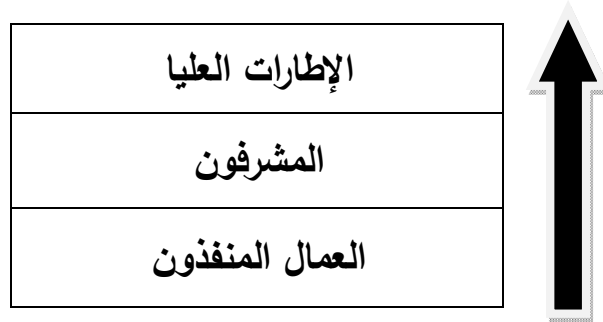 الإطارات العليا
المشرفون
العمال المنفذون